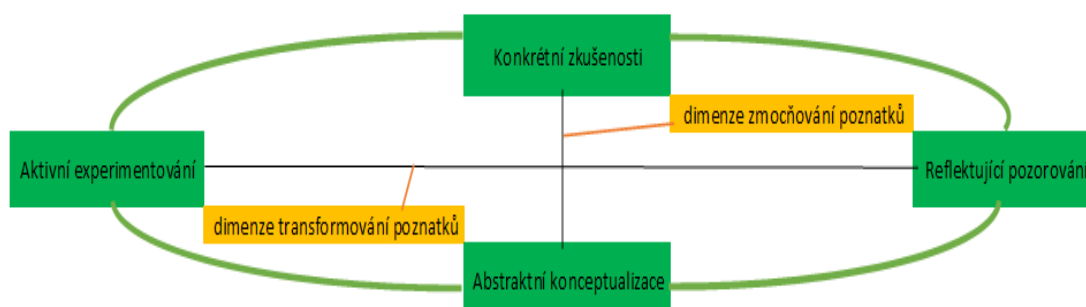 Konkrétní zkušenosti
dimenze zmocňování poznatků
Aktivní experimentování
Reflektující pozorování
dimenze transformování poznatků
Abstraktní konceptualizace